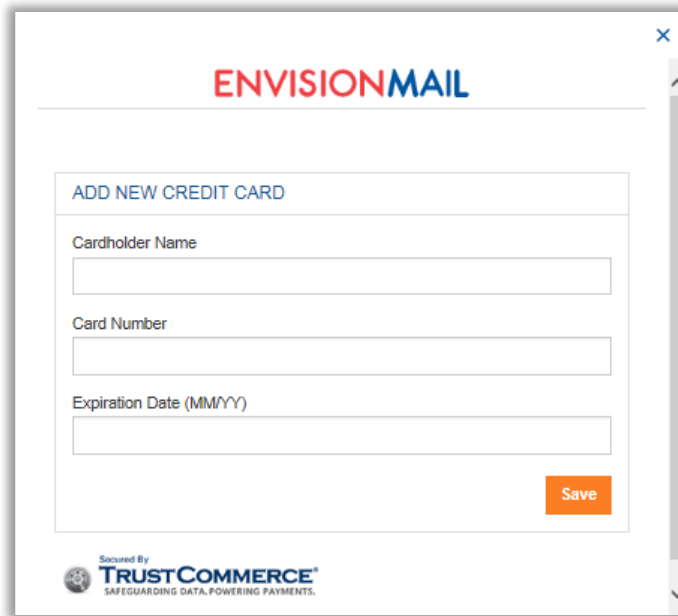 ENVISIONMAIL
ADD NEW CREDIT CARD
Cardholder Name
Card Number
Expiration Date (MM/YY)
Save
Secured By
TRUSTCOMMERCE®
SAFEGUARDING DATA. POWERING PAYMENTS.